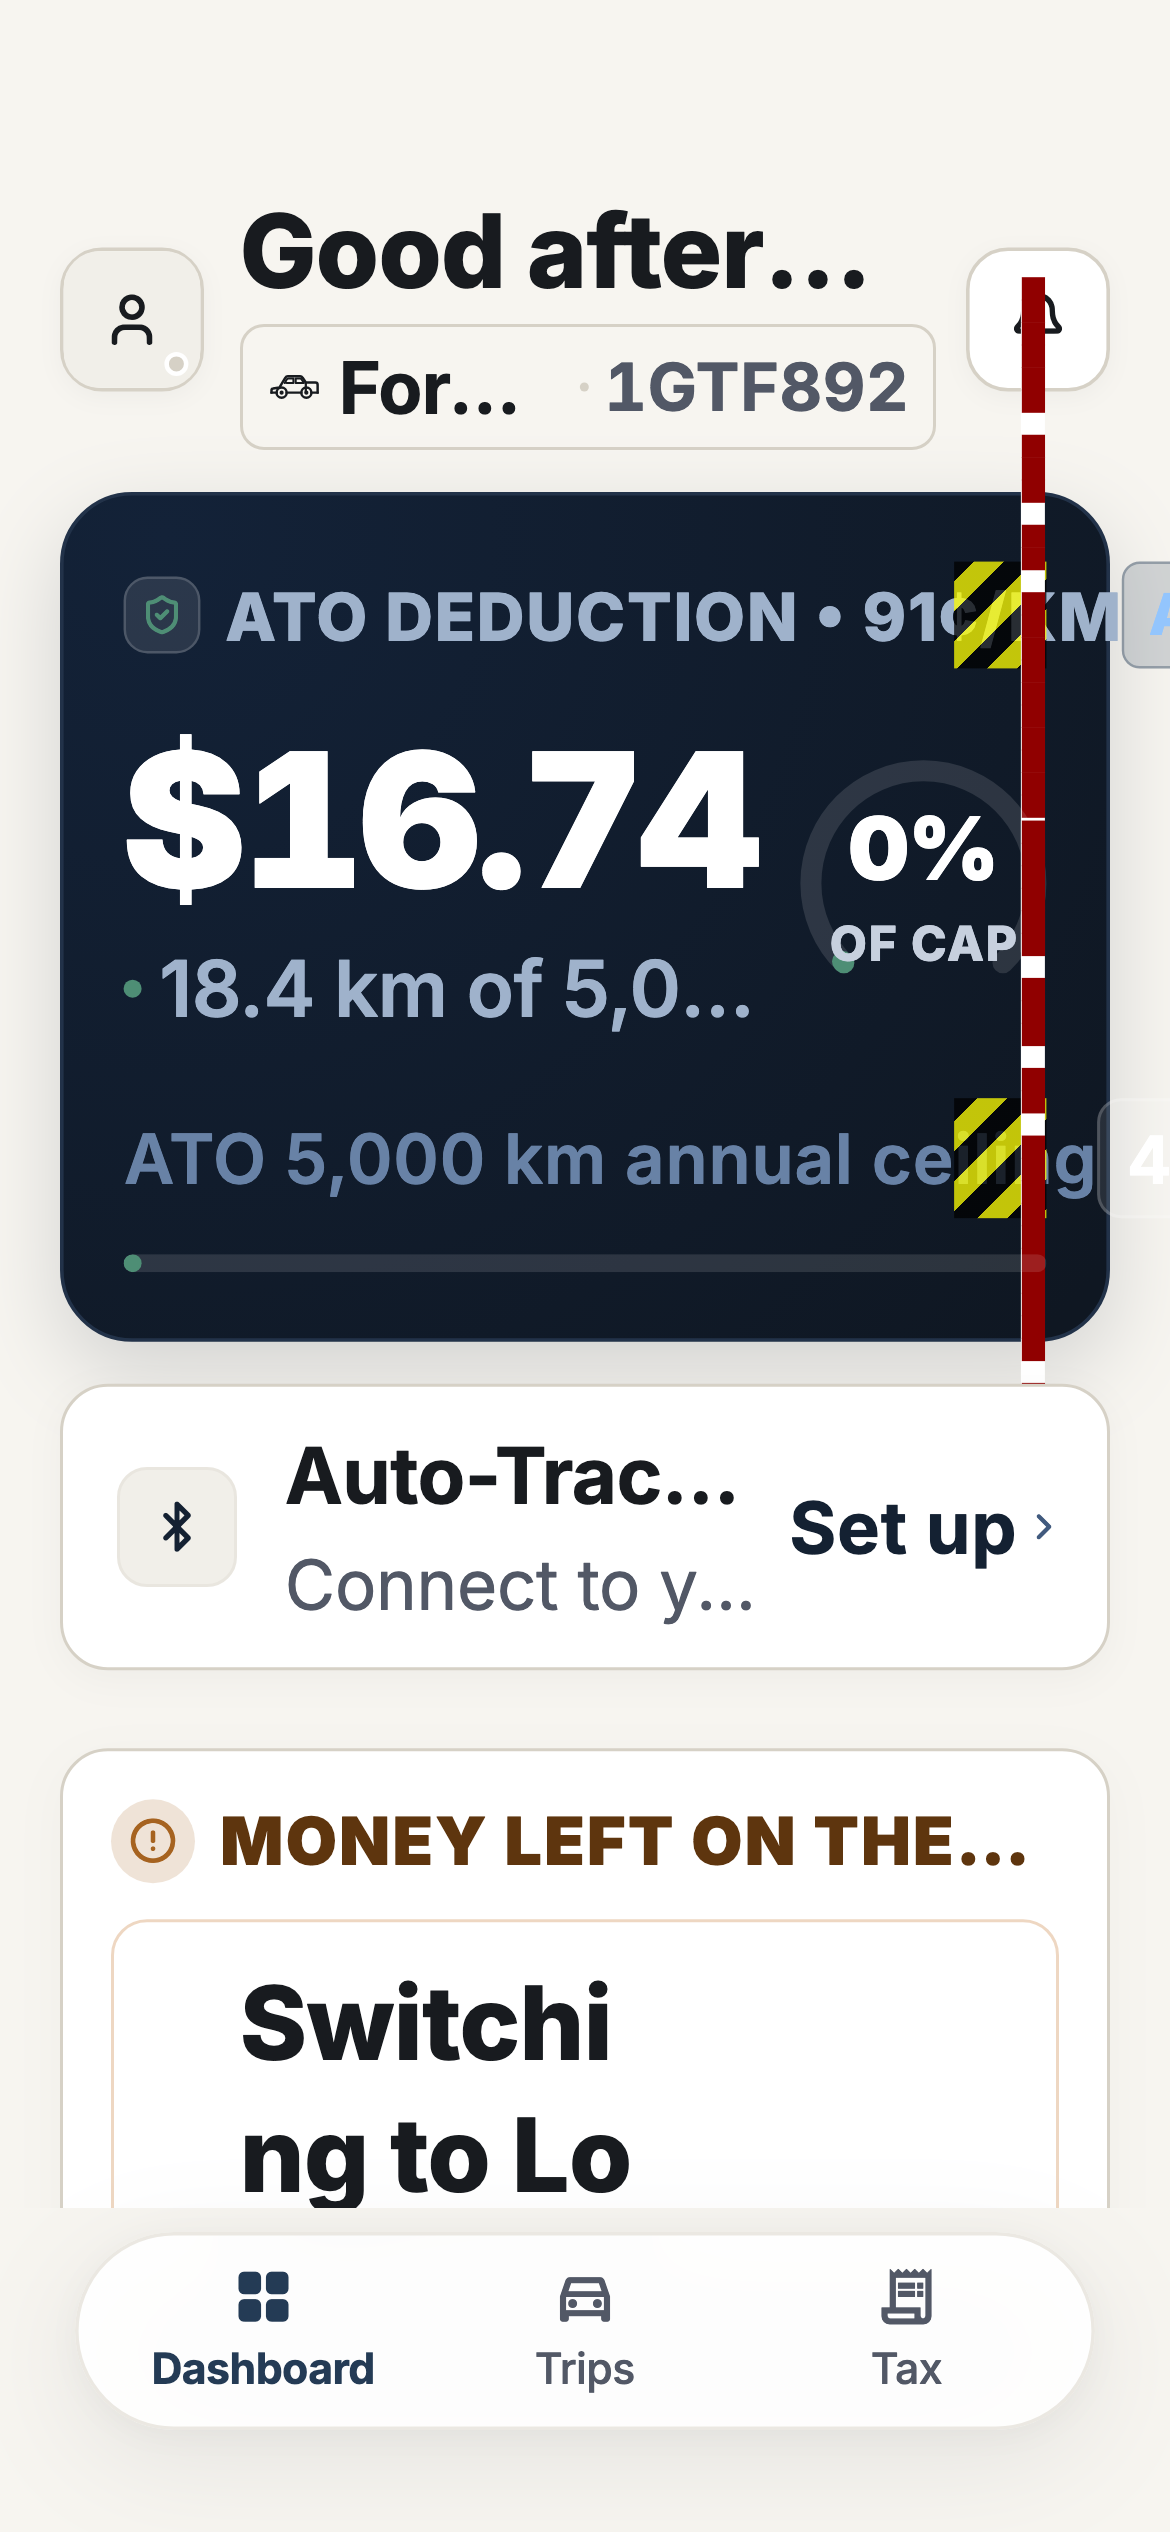 Good after...
For... • 1GTF892
ATO DEDUCTION • 91¢/KM
$16.74
0%
OF CAP
• 18.4 km of 5,0...
ATO 5,000 km annual ceiling
Auto-Trac...
Connect to y...
Set up
MONEY LEFT ON THE...
Switchi
ng to Lo
Dashboard
Trips
Tax